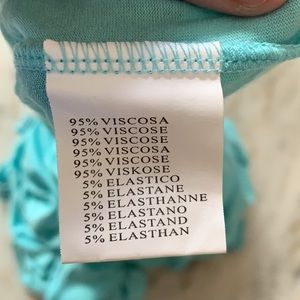 95% VISCOSA
95% VISCOSE
95% VISCOSE
95% VISCOSA
95% VISCOSE
95% VISKOSE
5% ELASTICO
5% ELASTANE
5% ELASTHANNE
5% ELASTANO
5% ELASTAND
5% ELASTHAN